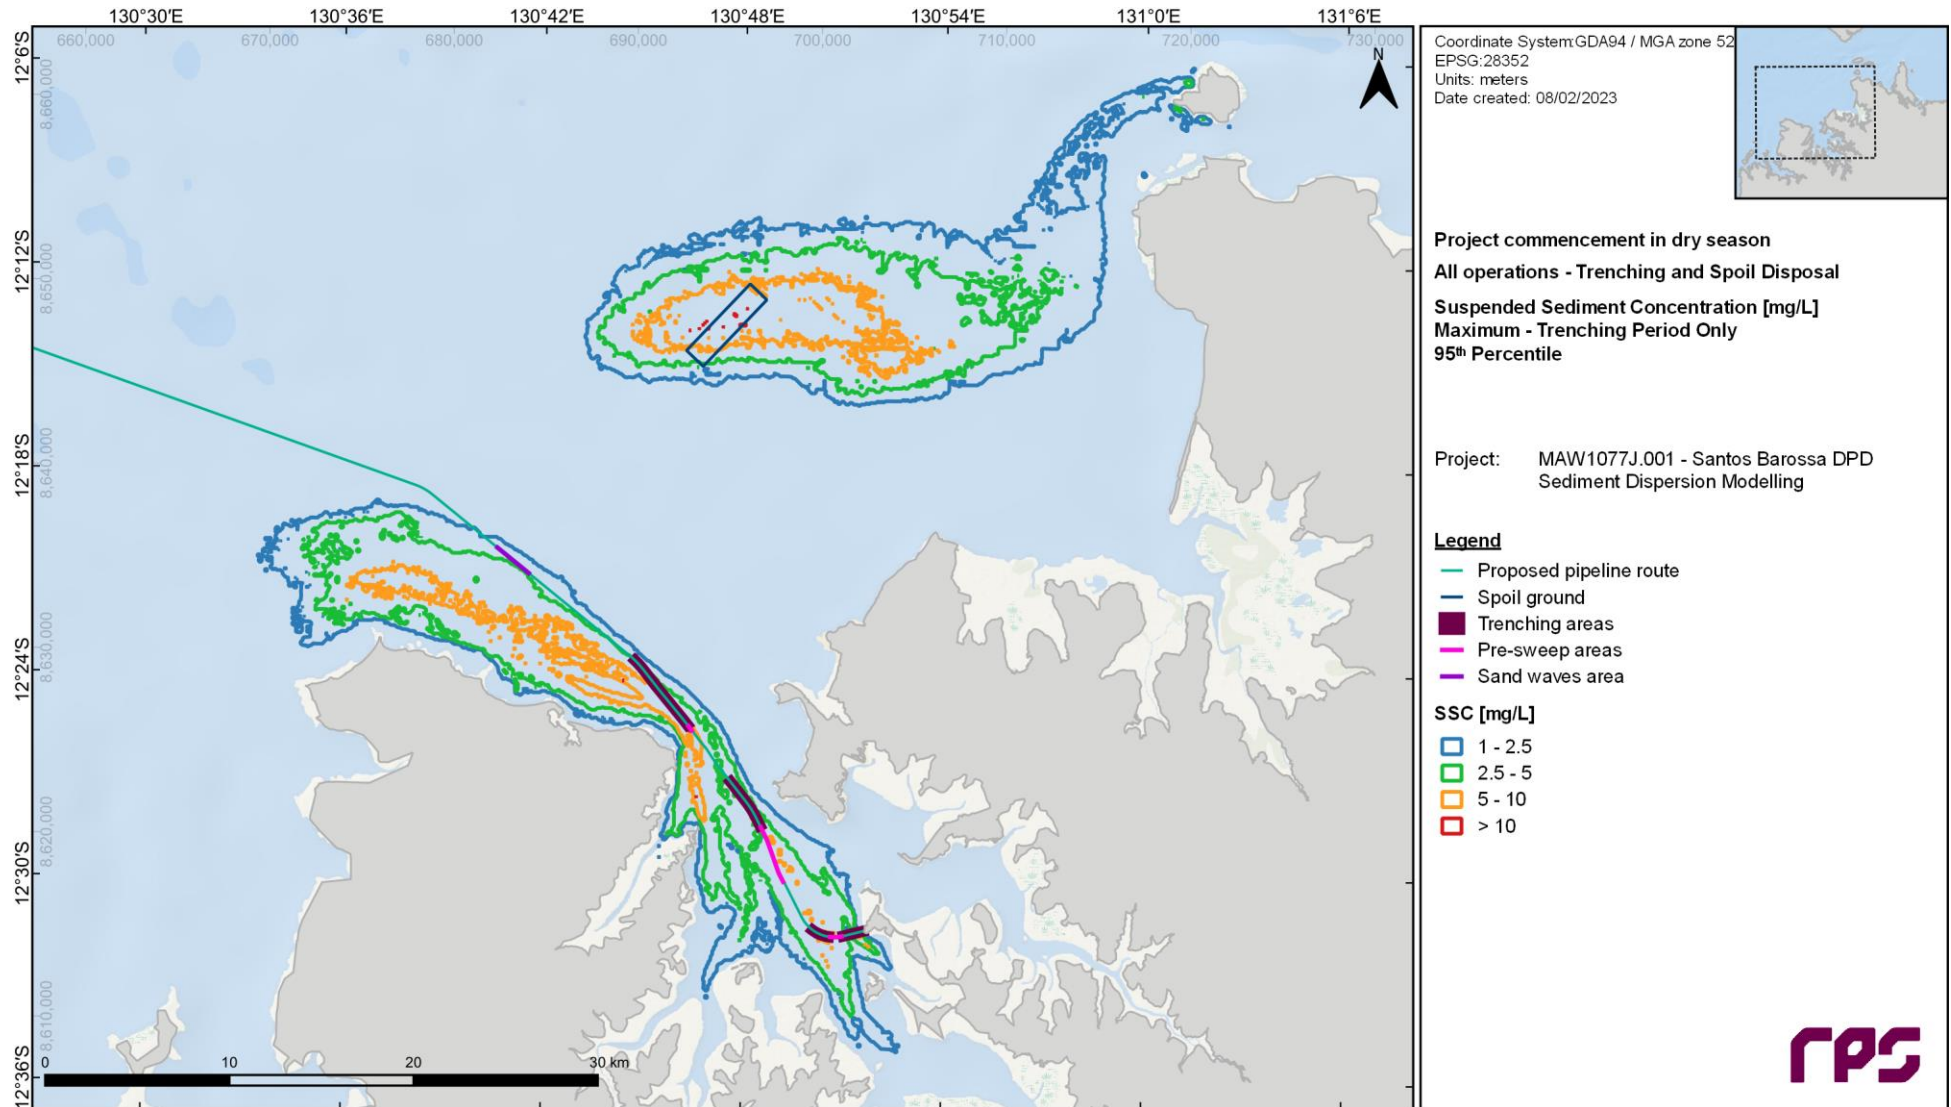 130°30'E 130°36'E 130°42'E 130°48'E 130°54'E 131°0'E 131°6'E
660,000 670,000 680,000 690,000 700,000 710,000 720,000 730,000
12°6'S
8,660,000
12°12'S
8,650,000
12°18'S
8,640,000
12°24'S
8,630,000
12°30'S
8,620,000
12°36'S
8,610,000
N
0 10 20 30 km
Coordinate System:GDA94 / MGA zone 52
EPSG:28352
Units: meters
Date created: 08/02/2023
Project commencement in dry season
All operations - Trenching and Spoil Disposal
Suspended Sediment Concentration [mg/L]
Maximum - Trenching Period Only
95th Percentile
Project: MAW1077J.001 - Santos Barossa DPD
Sediment Dispersion Modelling
Legend
Proposed pipeline route
Spoil ground
Trenching areas
Pre-sweep areas
Sand waves area
SSC [mg/L]
1 - 2.5
2.5 - 5
5 - 10
> 10
rps